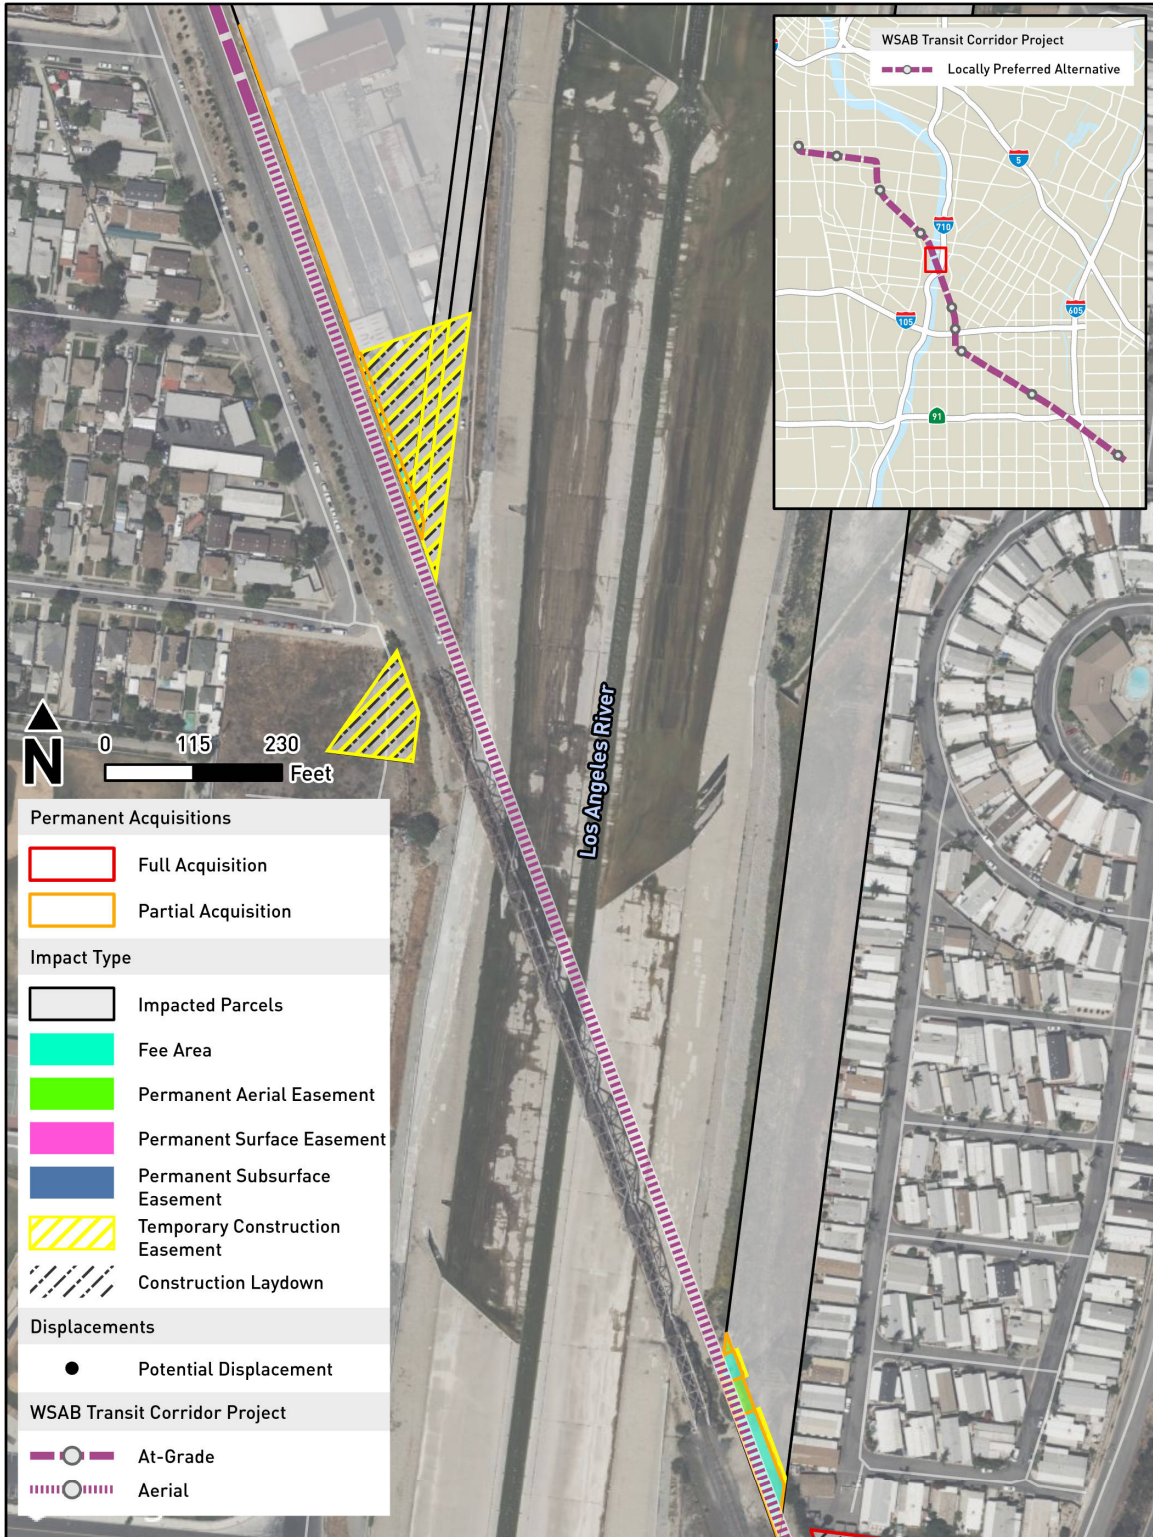 WSAB Transit Corridor Project
Locally Preferred Alternative
5
710
105
605
91
Los Angeles River
N
0 115 230
Feet
Permanent Acquisitions
Full Acquisition
Partial Acquisition
Impact Type
Impacted Parcels
Fee Area
Permanent Aerial Easement
Permanent Surface Easement
Permanent Subsurface
Easement
Temporary Construction
Easement
Construction Laydown
Displacements
Potential Displacement
WSAB Transit Corridor Project
At-Grade
Aerial